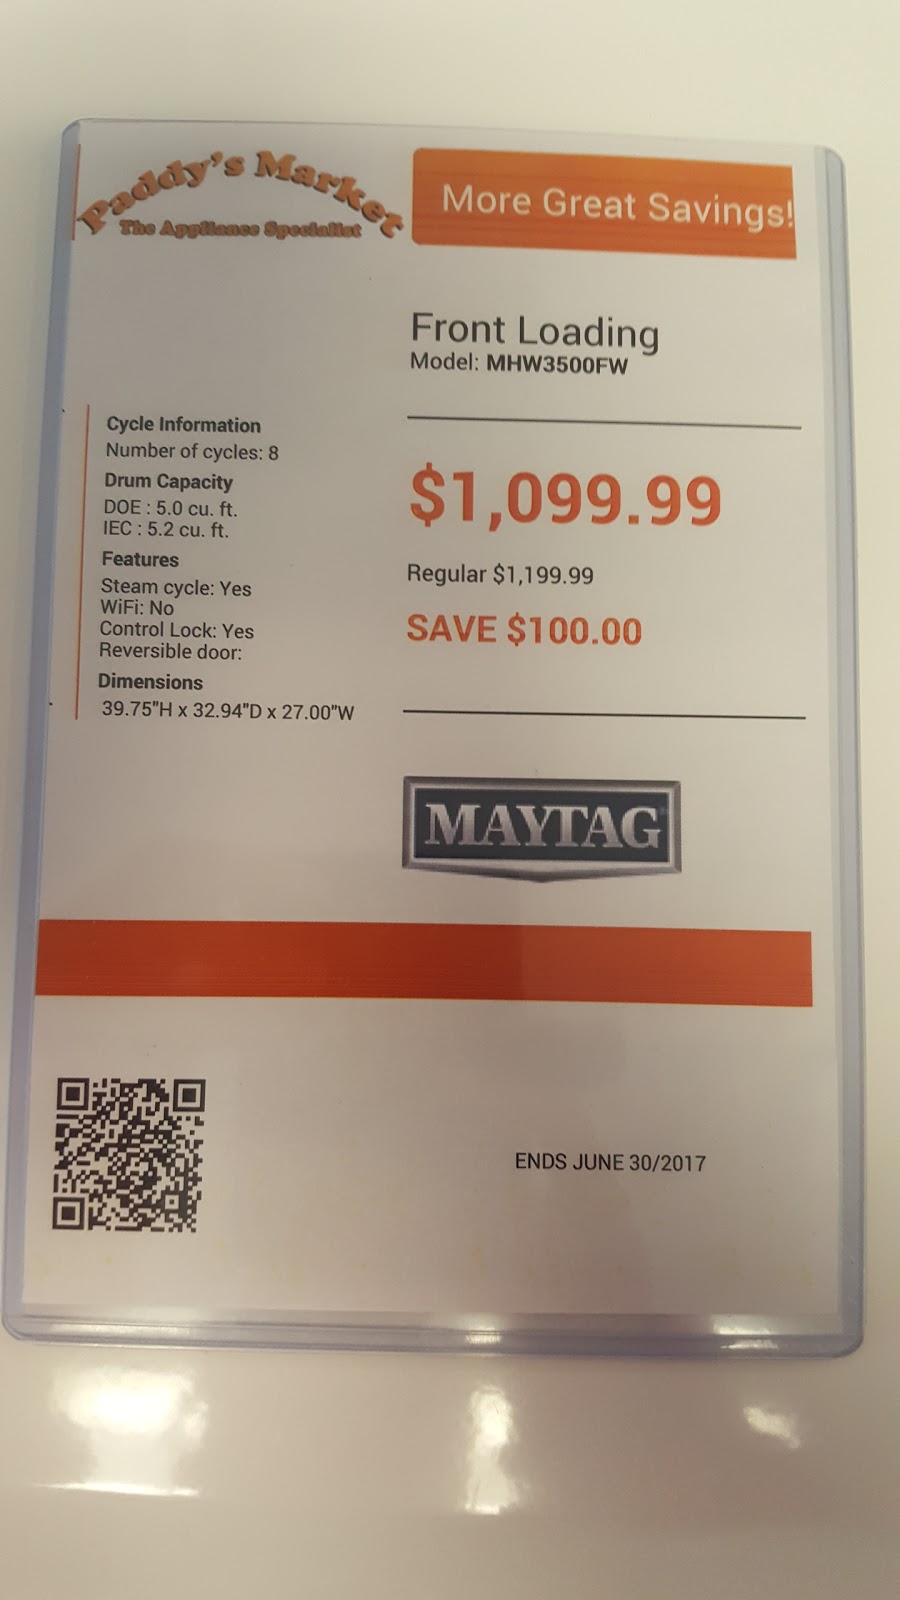 Paddy's Market
The Appliance Specialist
More Great Savings!
Front Loading
Model: MHW3500FW
Cycle Information
Number of cycles: 8
Drum Capacity
DOE : 5.0 cu. ft.
IEC : 5.2 cu. ft.
Features
Steam cycle: Yes
WiFi: No
Control Lock: Yes
Reversible door:
Dimensions
39.75"H x 32.94"D x 27.00"W
$1,099.99
Regular $1,199.99
SAVE $100.00
MAYTAG
ENDS JUNE 30/2017